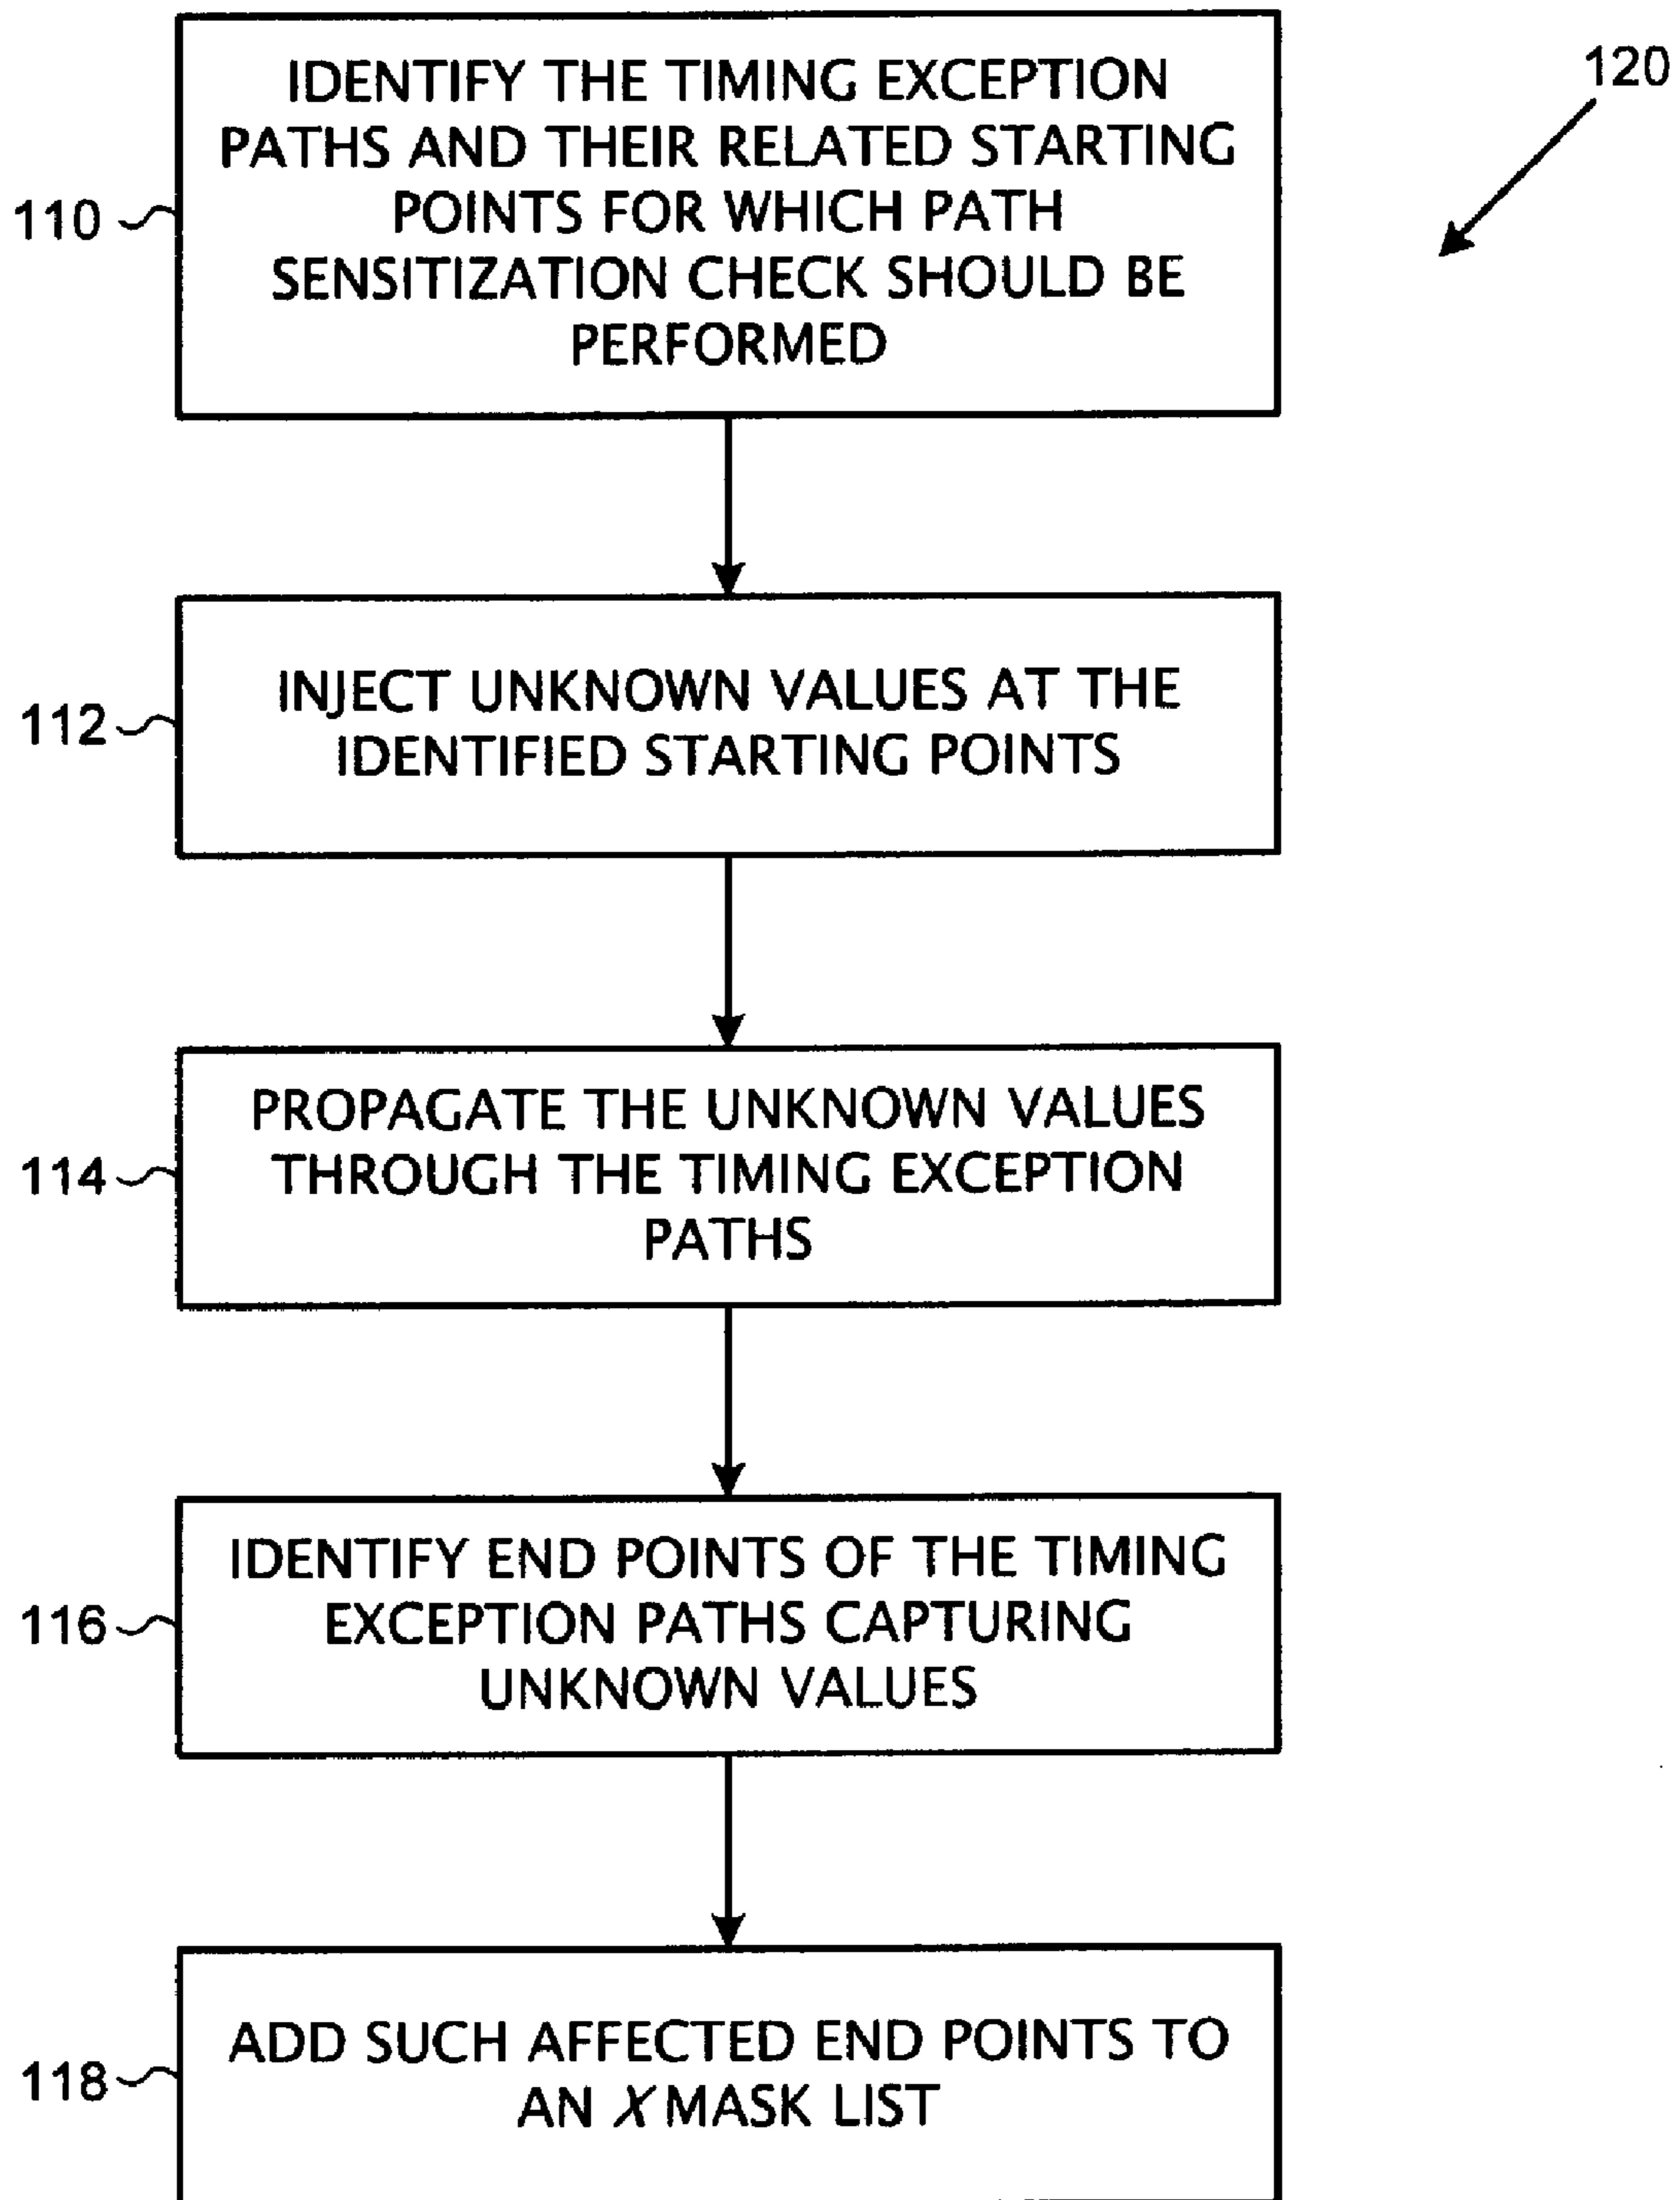 120
110
IDENTIFY THE TIMING EXCEPTION
PATHS AND THEIR RELATED STARTING
POINTS FOR WHICH PATH
SENSITIZATION CHECK SHOULD BE
PERFORMED
112
INJECT UNKNOWN VALUES AT THE
IDENTIFIED STARTING POINTS
114
PROPAGATE THE UNKNOWN VALUES
THROUGH THE TIMING EXCEPTION
PATHS
116
IDENTIFY END POINTS OF THE TIMING
EXCEPTION PATHS CAPTURING
UNKNOWN VALUES
118
ADD SUCH AFFECTED END POINTS TO
AN X MASK LIST